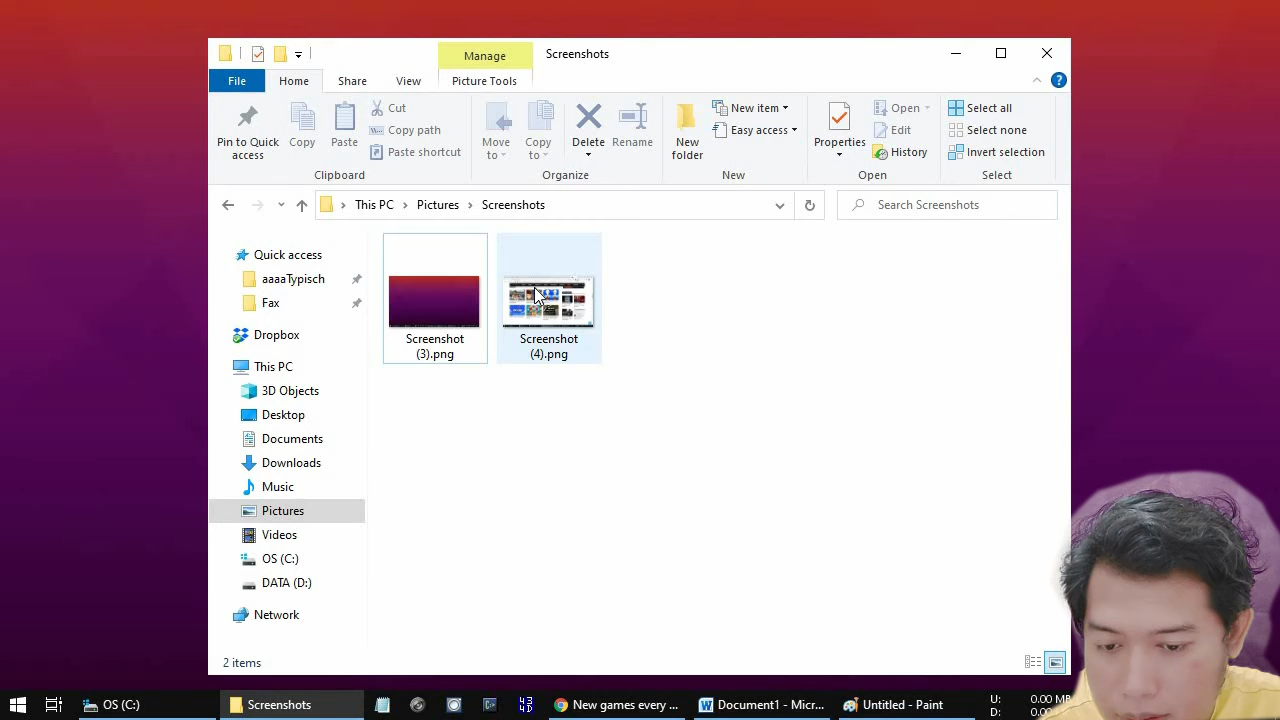 Manage
Screenshots
File
Home
Share
View
Picture Tools
Pin to Quick
access
Copy
Paste
Cut
Copy path
Paste shortcut
Clipboard
Move
to
Copy
to
Delete
Rename
Organize
New
folder
New item
Easy access
New
Properties
Open
Edit
History
Open
Select all
Select none
Invert selection
Select
This PC > Pictures > Screenshots
Search Screenshots
Quick access
aaaaTypisch
Fax
Dropbox
This PC
3D Objects
Desktop
Documents
Downloads
Music
Pictures
Videos
OS (C:)
DATA (D:)
Network
Screenshot
(3).png
Screenshot
(4).png
2 items
OS (C:)
Screenshots
New games every ...
Document1 - Micr...
Untitled - Paint
U: 0.00 MB
D: